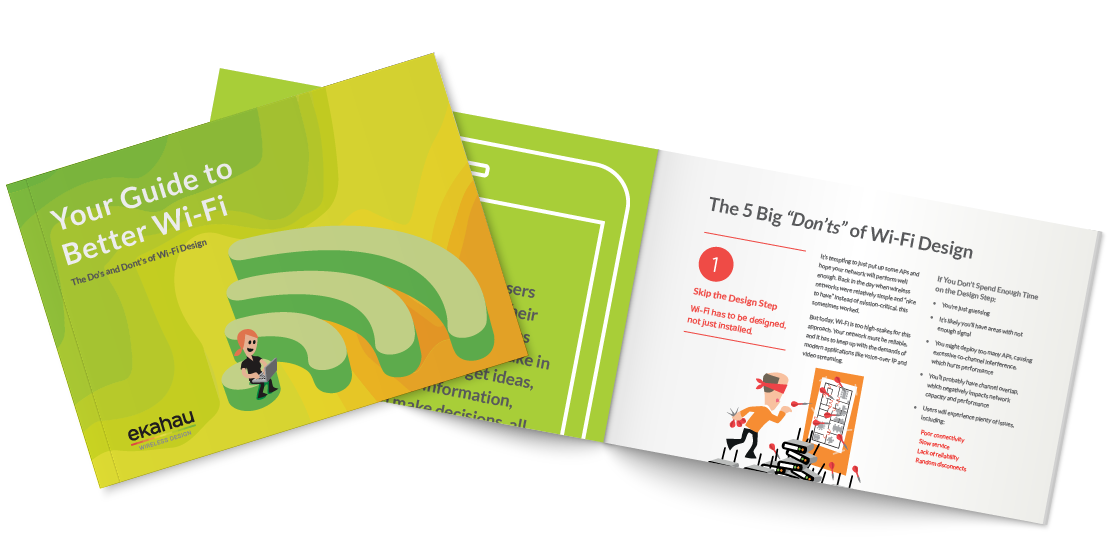 Your Guide to
Better Wi-Fi
The Do's and Dont's of Wi-Fi Design
ekahau
WIRELESS DESIGN
get ideas,
information,
make decisions, all
The 5 Big "Don'ts" of Wi-Fi Design
1
Skip the Design Step
Wi-Fi has to be designed,
not just installed.
It's tempting to just put up some APs and
hope your network will perform well
enough. Back in the day when wireless
networks were relatively simple and "nice
to have" instead of mission-critical, this
sometimes worked.
But today, Wi-Fi is too high-stakes for this
approach. Your network must be reliable,
and it has to keep up with the demands of
modern applications like voice-over IP and
video streaming.
If You Don't Spend Enough Time
on the Design Step:
• You're just guessing
• It's likely you'll have areas with not
enough signal
• You might deploy too many APs, causing
expensive co-channel interference,
which hurts performance
• You'll probably have channel overlap,
which negatively impacts network
capacity and performance
• Users will experience plenty of issues,
including:
Poor connectivity
Slow service
Lack of reliability
Random disconnects